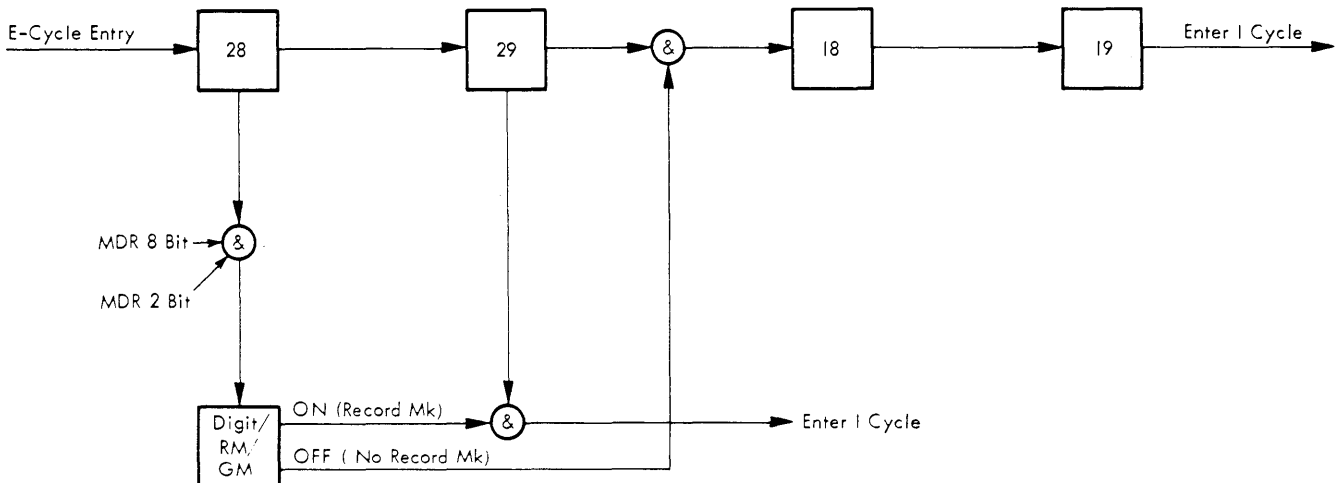 E-Cycle Entry
28
29
&
18
19
Enter I Cycle
MDR 8 Bit
&
MDR 2 Bit
Digit/
RM/
GM
ON (Record Mk)
&
Enter I Cycle
OFF ( No Record Mk)